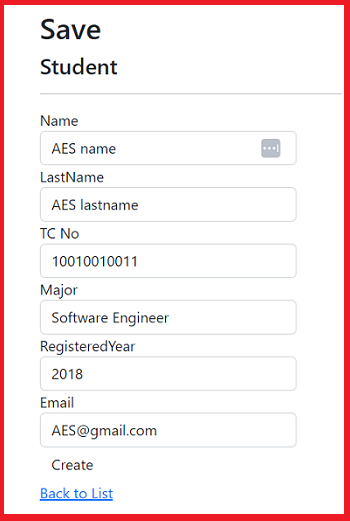 Save
Student
Name
AES name
LastName
AES lastname
TC No
10010010011
Major
Software Engineer
RegisteredYear
2018
Email
AES@gmail.com
Create
Back to List